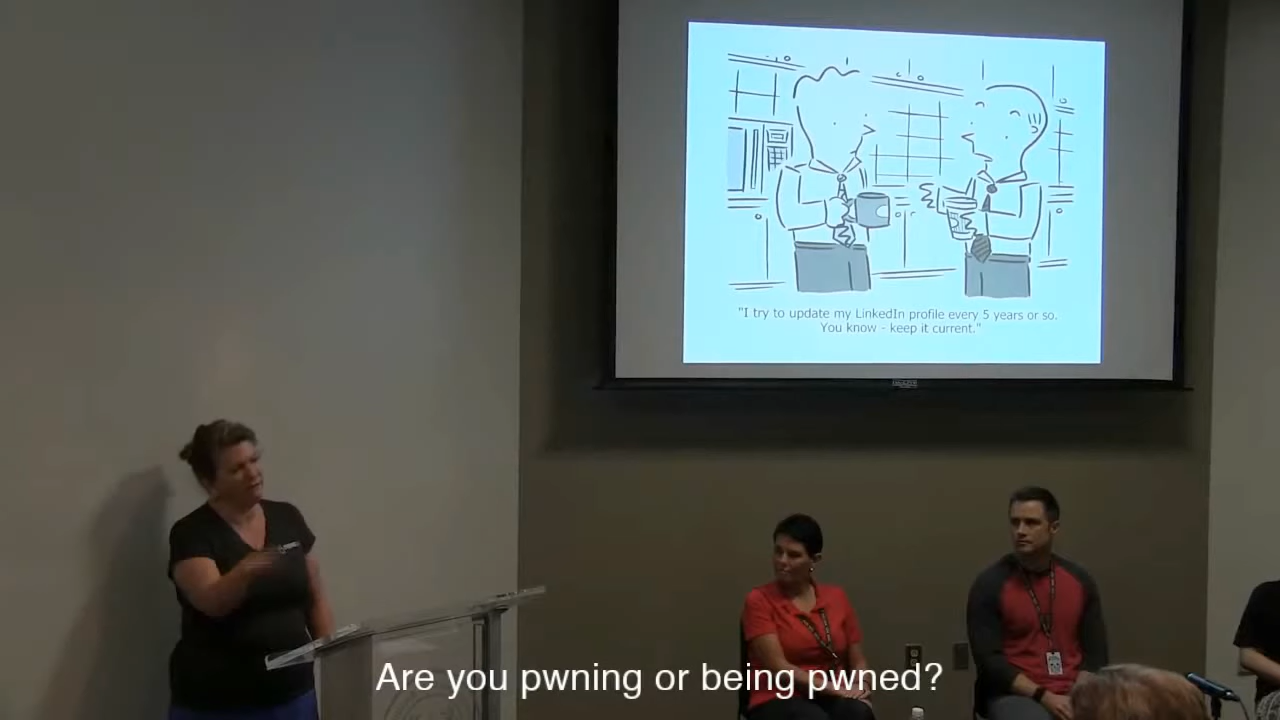 "I try to update my LinkedIn profile every 5 years or so.
You know - keep it current."
Are you pwning or being pwned?